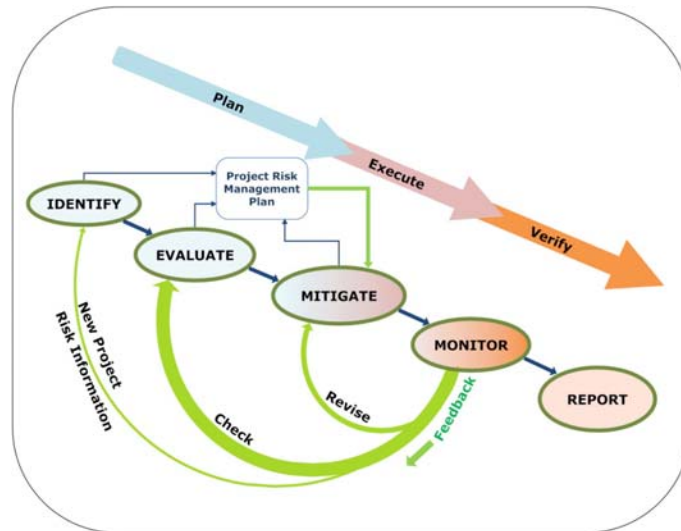 Plan
Execute
Verify
Project Risk
Management
Plan
IDENTIFY
EVALUATE
MITIGATE
MONITOR
REPORT
New Project
Risk Information
Check
Revise
Feedback